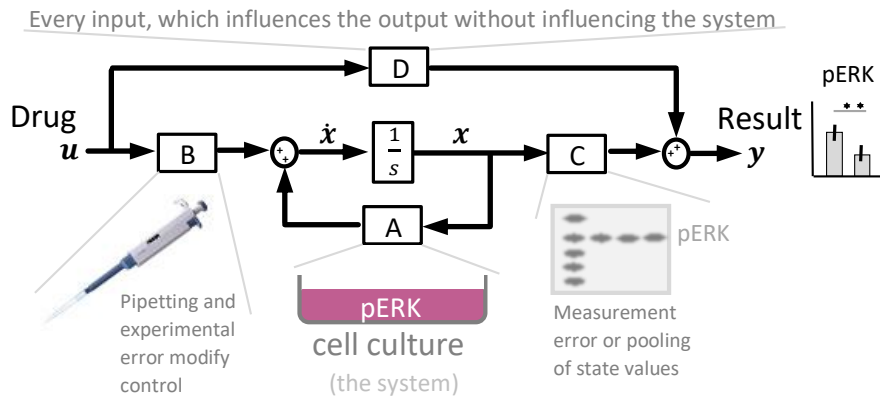 Every input, which influences the output without influencing the system
D
pERK
Drug
Result
u
B
+
+
ẋ
1
s
x
C
+
+
y
**
A
pERK
pERK
cell culture
(the system)
Pipetting and
experimental
error modify
control
Measurement
error or pooling
of state values